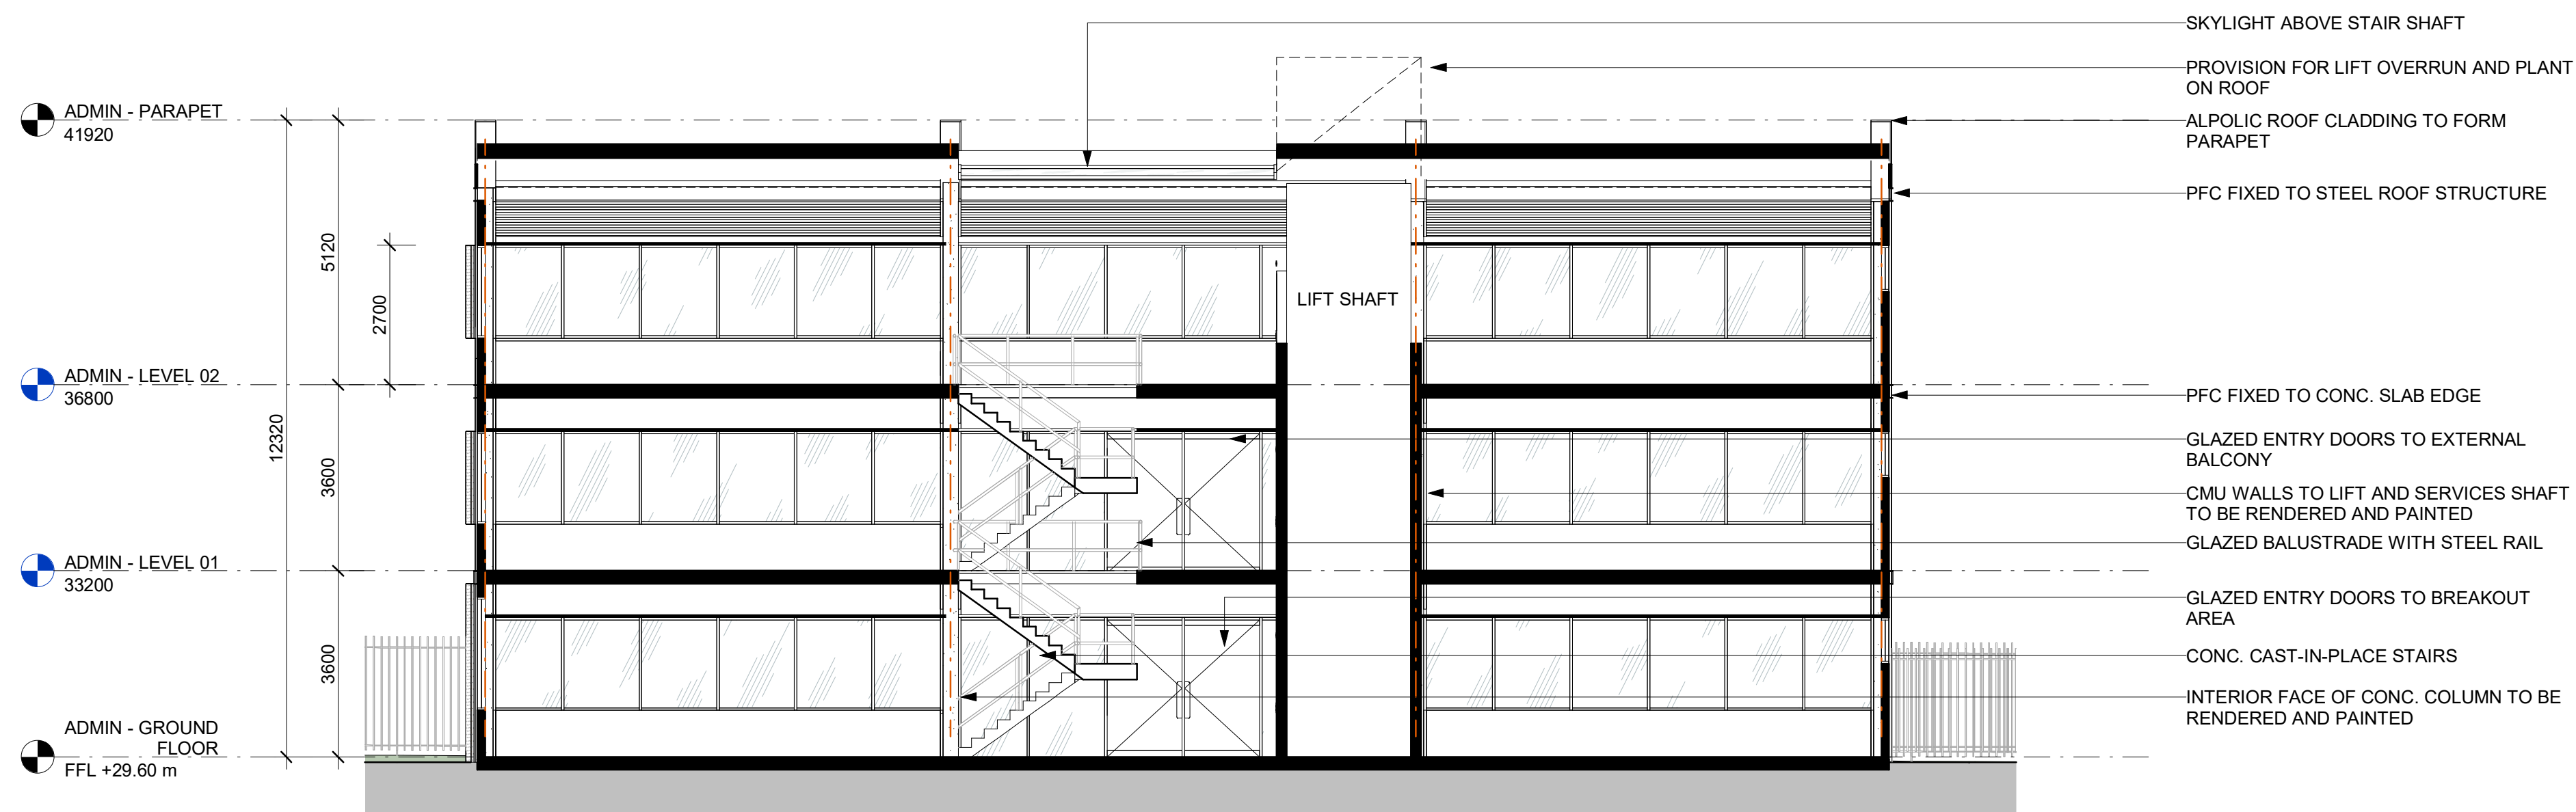 SKYLIGHT ABOVE STAIR SHAFT
PROVISION FOR LIFT OVERRUN AND PLANT
ON ROOF
ADMIN - PARAPET
41920
ALPOLIC ROOF CLADDING TO FORM
PARAPET
PFC FIXED TO STEEL ROOF STRUCTURE
5120
2700
LIFT SHAFT
ADMIN - LEVEL 02
36800
PFC FIXED TO CONC. SLAB EDGE
12320
GLAZED ENTRY DOORS TO EXTERNAL
BALCONY
3600
CMU WALLS TO LIFT AND SERVICES SHAFT
TO BE RENDERED AND PAINTED
GLAZED BALUSTRADE WITH STEEL RAIL
ADMIN - LEVEL 01
33200
GLAZED ENTRY DOORS TO BREAKOUT
AREA
3600
CONC. CAST-IN-PLACE STAIRS
INTERIOR FACE OF CONC. COLUMN TO BE
RENDERED AND PAINTED
ADMIN - GROUND
FLOOR
FFL +29.60 m